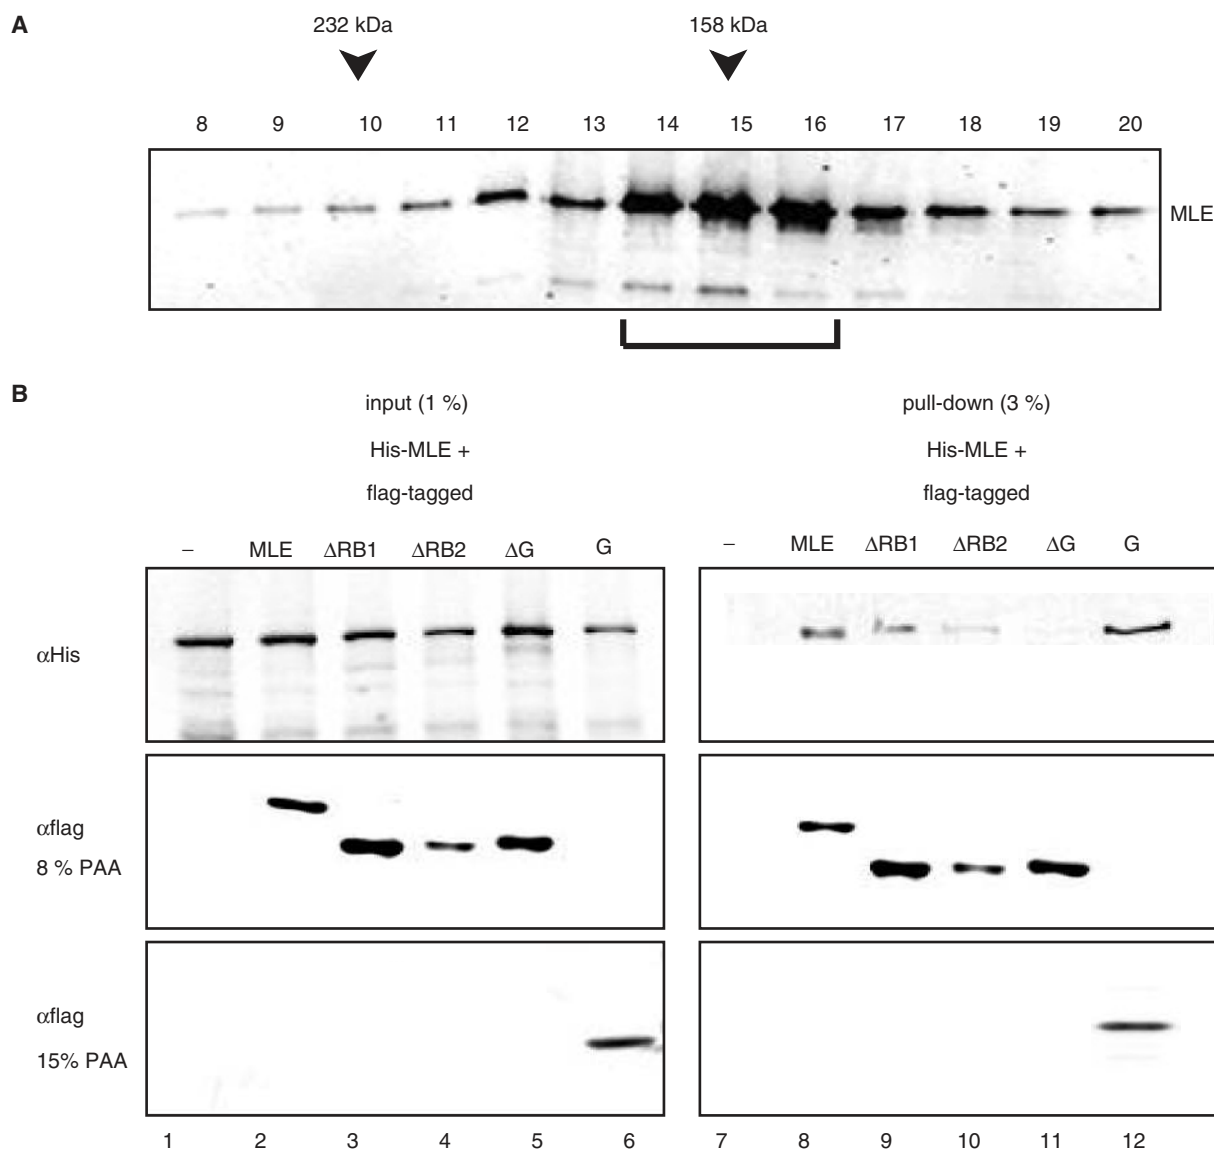 A
232 kDa 158 kDa
8 9 10 11 12 13 14 15 16 17 18 19 20
MLE
B
input (1 %) pull-down (3 %)
His-MLE + His-MLE +
flag-tagged flag-tagged
– MLE ΔRB1 ΔRB2 ΔG G – MLE ΔRB1 ΔRB2 ΔG G
αHis
αflag
8 % PAA
αflag
15% PAA
1 2 3 4 5 6 7 8 9 10 11 12